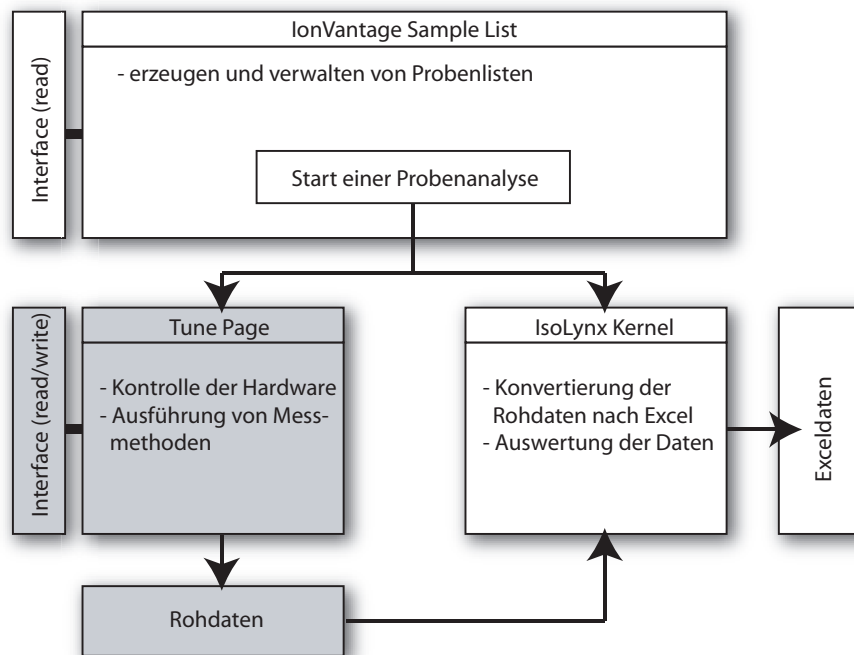 IonVantage Sample List
Interface (read)
- erzeugen und verwalten von Probenlisten
Start einer Probenanalyse
Interface (read/write)
Tune Page
- Kontrolle der Hardware
- Ausführung von Mess-
methoden
IsoLynx Kernel
- Konvertierung der
Rohdaten nach Excel
- Auswertung der Daten
Exceldaten
Rohdaten